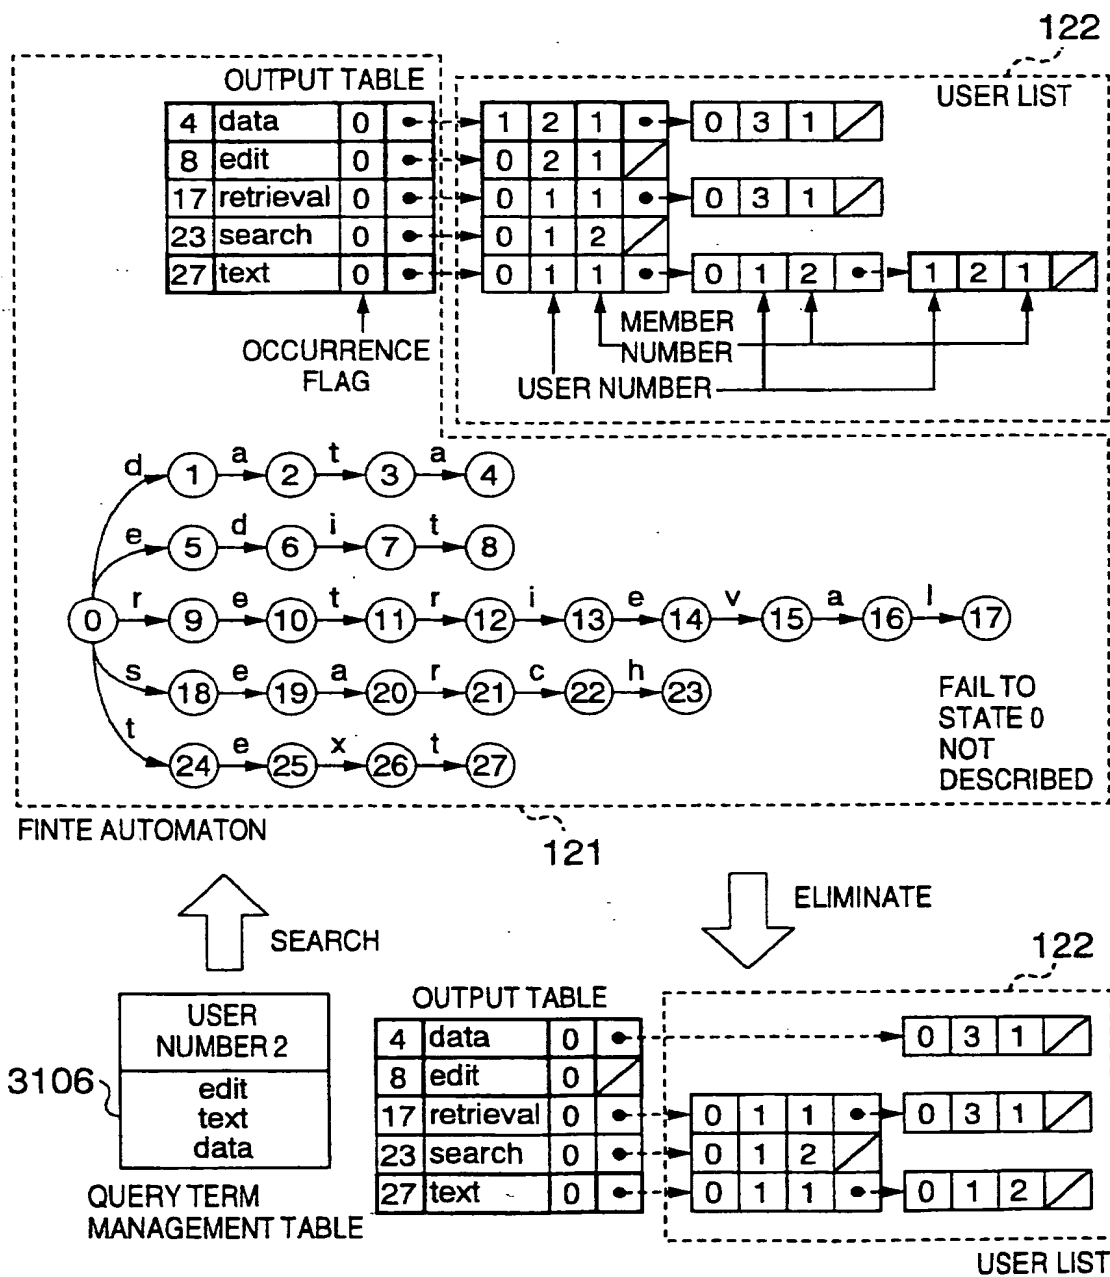 122
OUTPUT TABLE
USER LIST
4 data 0 1 2 1 0 3 1
8 edit 0 0 2 1
17 retrieval 0 0 1 1 0 3 1
23 search 0 0 1 2
27 text 0 0 1 1 0 1 2 1 2 1
OCCURRENCE
FLAG
MEMBER
NUMBER
USER NUMBER
d a t a
1 2 3 4
e d i t
5 6 7 8
r e t r i e v a l
0 9 10 11 12 13 14 15 16 17
s e a r c h
18 19 20 21 22 23
t e x t
24 25 26 27
FAIL TO
STATE 0
NOT
DESCRIBED
FINTE AUTOMATON
121
SEARCH
ELIMINATE
122
USER
NUMBER 2
edit
text
data
3106
QUERY TERM
MANAGEMENT TABLE
OUTPUT TABLE
4 data 0 0 3 1
8 edit 0
17 retrieval 0 0 1 1 0 3 1
23 search 0 0 1 2
27 text 0 0 1 1 0 1 2
USER LIST